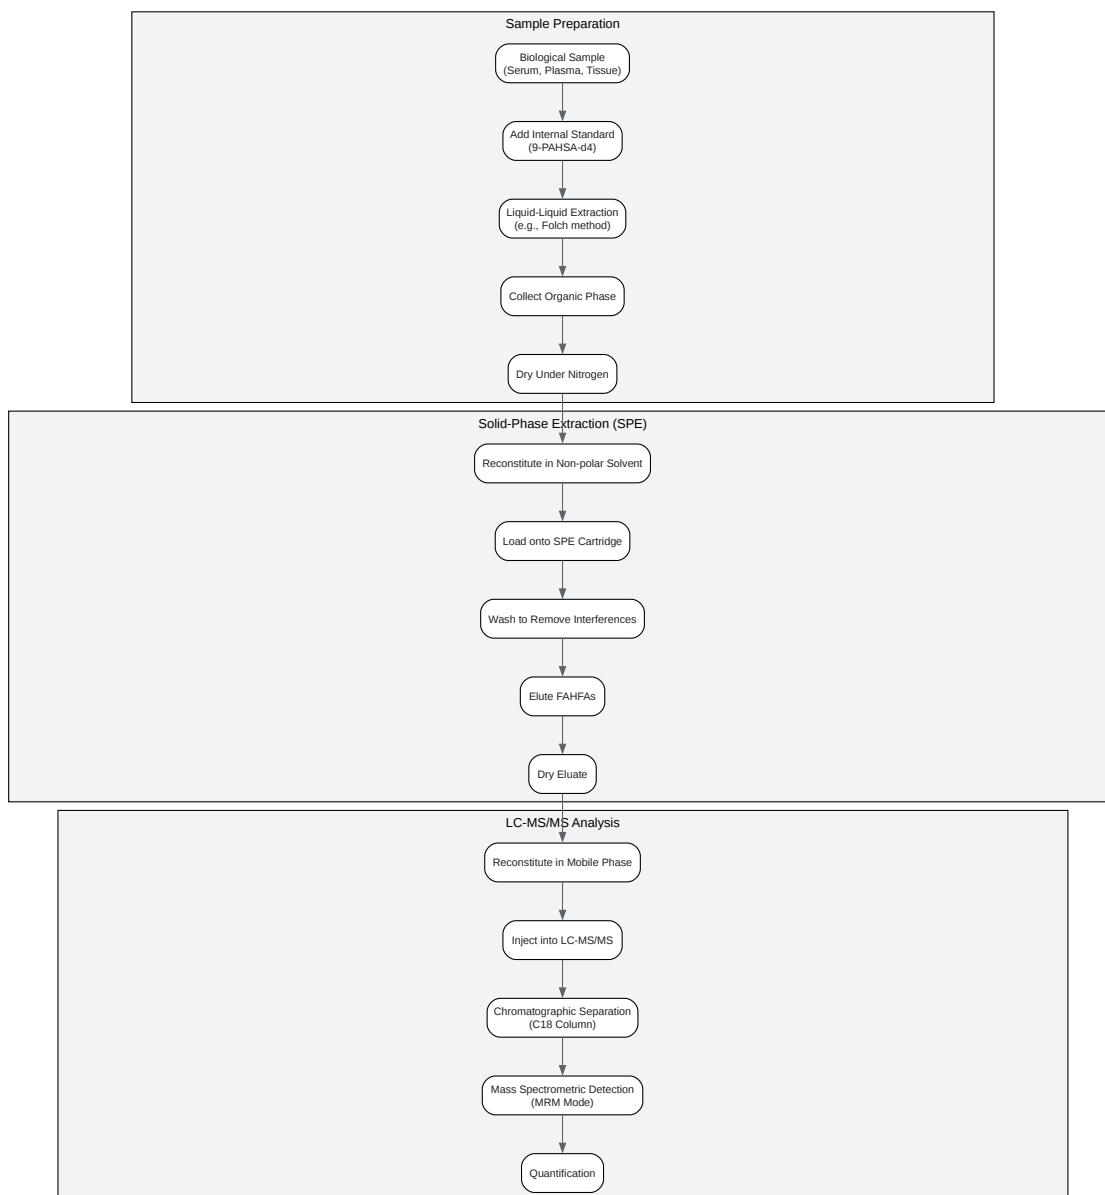 Sample Preparation
Biological Sample
(Serum, Plasma, Tissue)
Add Internal Standard
(9-PAHSA-d4)
Liquid-Liquid Extraction
(e.g., Folch method)
Collect Organic Phase
Dry Under Nitrogen
Solid-Phase Extraction (SPE)
Reconstitute in Non-polar Solvent
Load onto SPE Cartridge
Wash to Remove Interferences
Elute FAHFAs
Dry Eluate
LC-MS/MS Analysis
Reconstitute in Mobile Phase
Inject into LC-MS/MS
Chromatographic Separation
(C18 Column)
Mass Spectrometric Detection
(MRM Mode)
Quantification